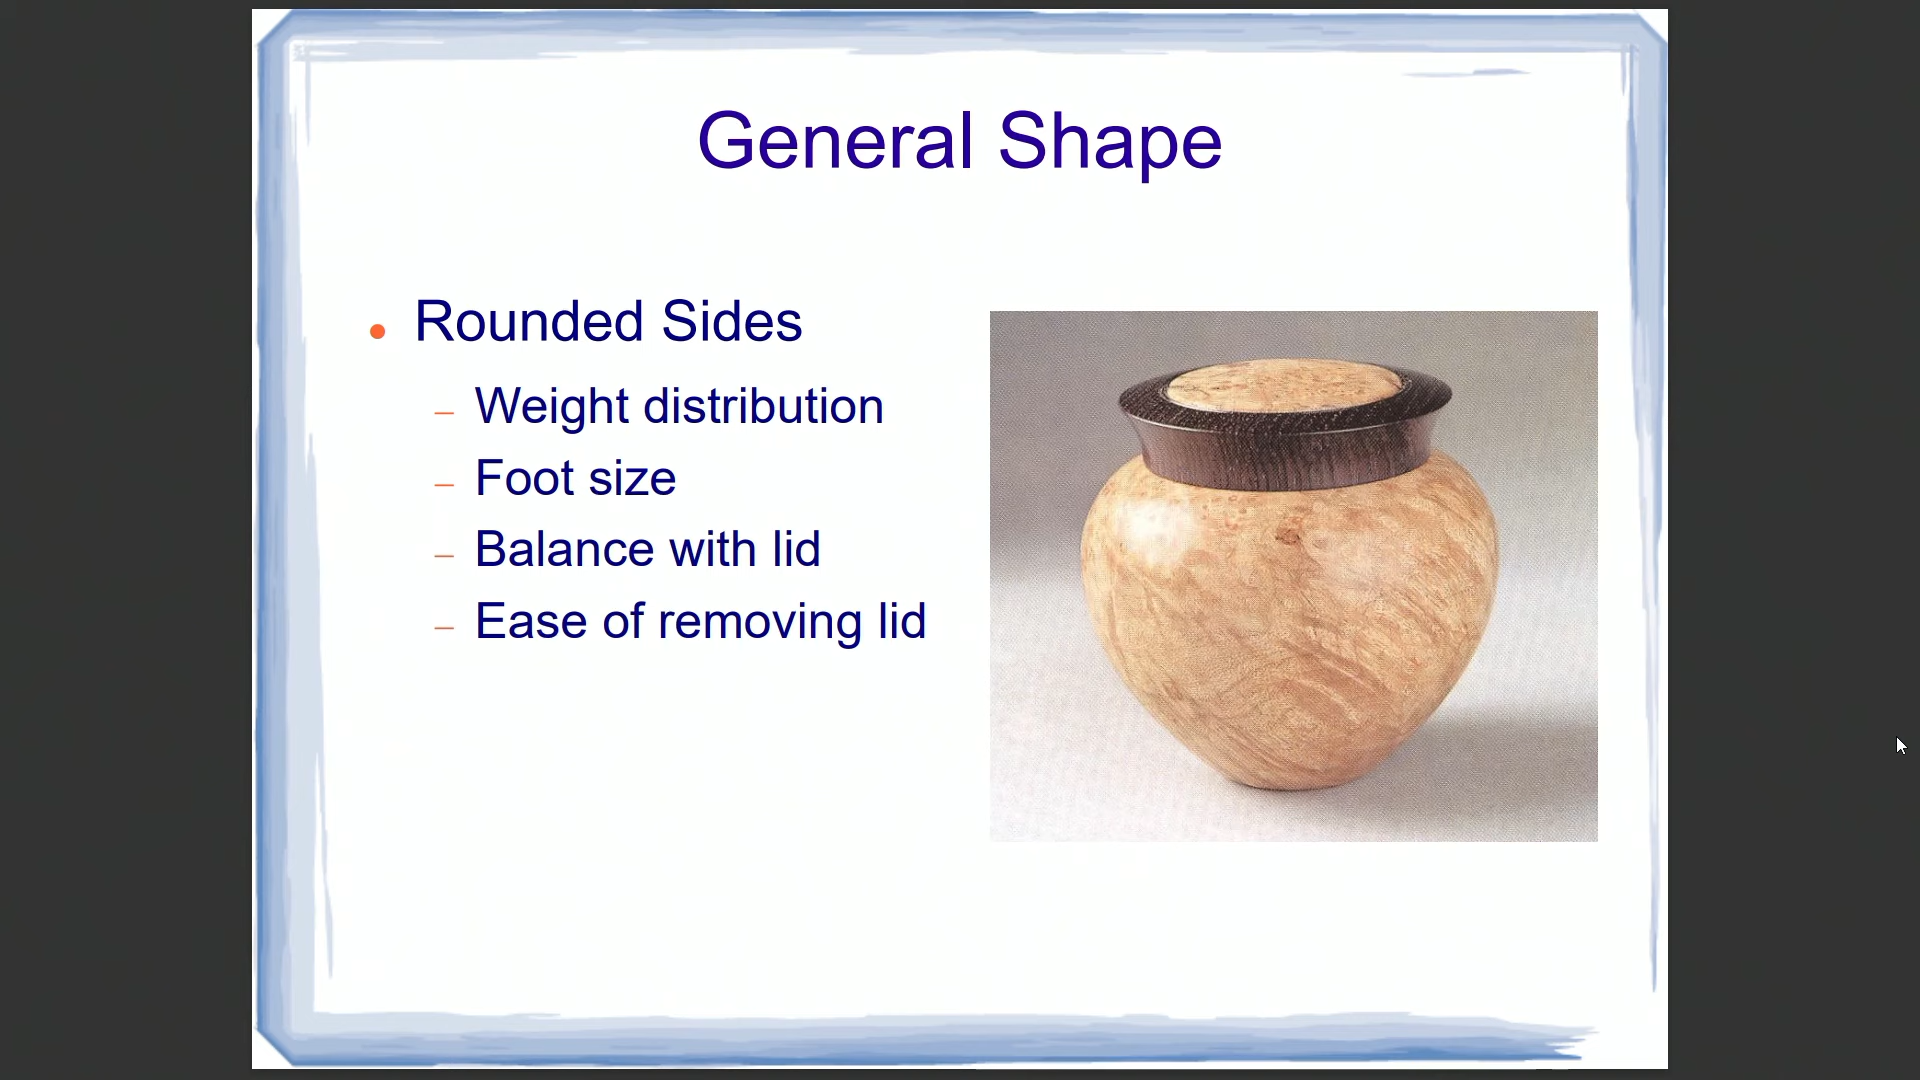 General Shape
• Rounded Sides
– Weight distribution
– Foot size
– Balance with lid
– Ease of removing lid